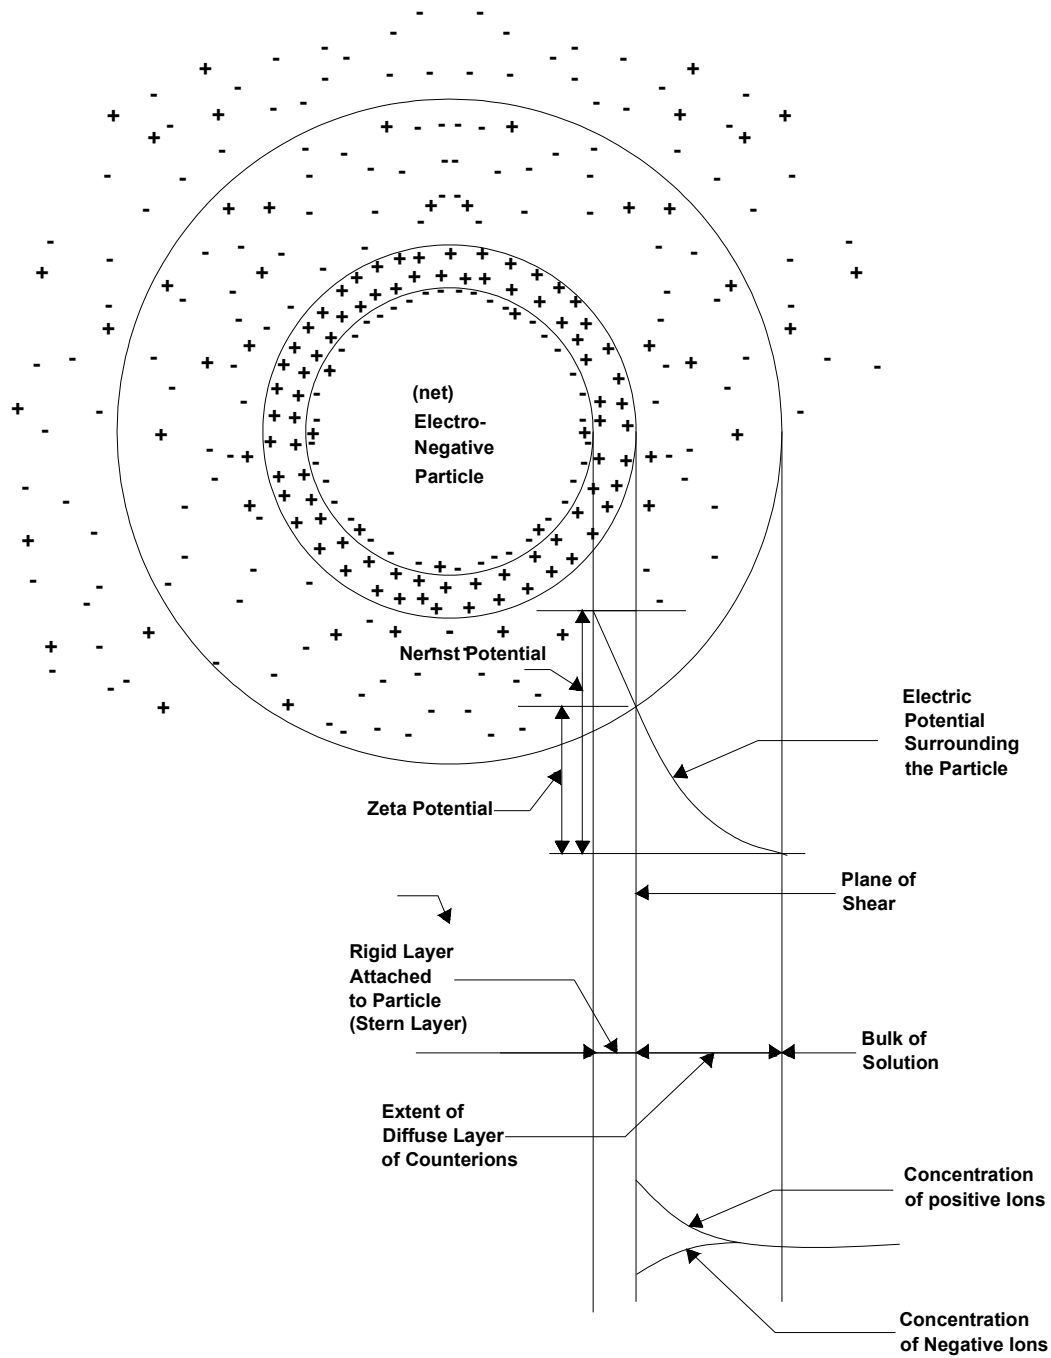 (net)
Electro-
Negative
Particle
Nernst Potential
Electric
Potential
Surrounding
the Particle
Zeta Potential
Plane of
Shear
Rigid Layer
Attached
to Particle
(Stern Layer)
Bulk of
Solution
Extent of
Diffuse Layer
of Counterions
Concentration
of positive Ions
Concentration
of Negative Ions